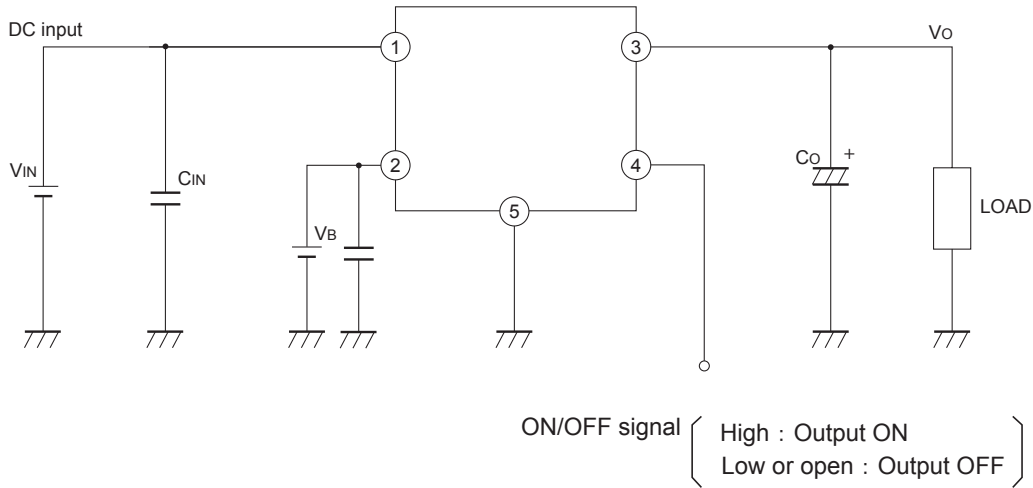 DC input
1
3
Vo
VIN
CIN
2
VB
4
5
Co
+
LOAD
ON/OFF signal
High : Output ON
Low or open : Output OFF